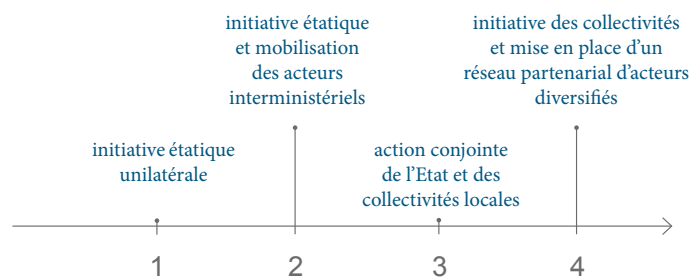 initiative étatique
et mobilisation
des acteurs
interministériels
initiative des collectivités
et mise en place d'un
réseau partenarial d'acteurs
diversifiés
initiative étatique
unilatérale
action conjointe
de l'Etat et des
collectivités locales
1
2
3
4